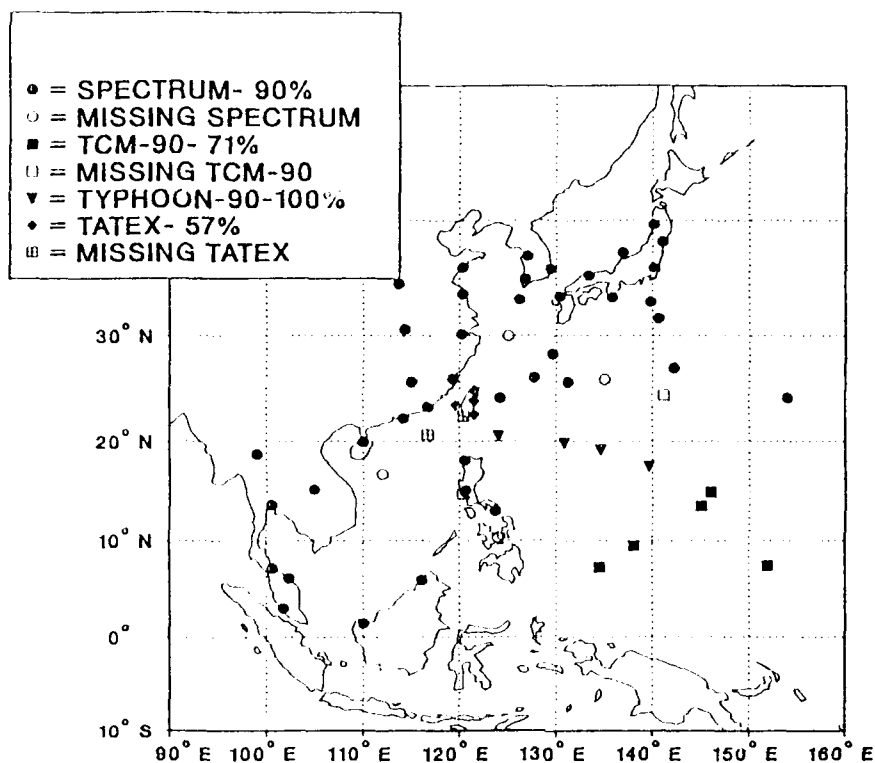 ● = SPECTRUM- 90%
○ = MISSING SPECTRUM
■ = TCM-90- 71%
□ = MISSING TCM-90
▼ = TYPHOON-90-100%
♦ = TATEX- 57%
⊞ = MISSING TATEX
30° N
20° N
10° N
0°
10° S
90° E 100° E 110° E 120° E 130° E 140° E 150° E 160° E